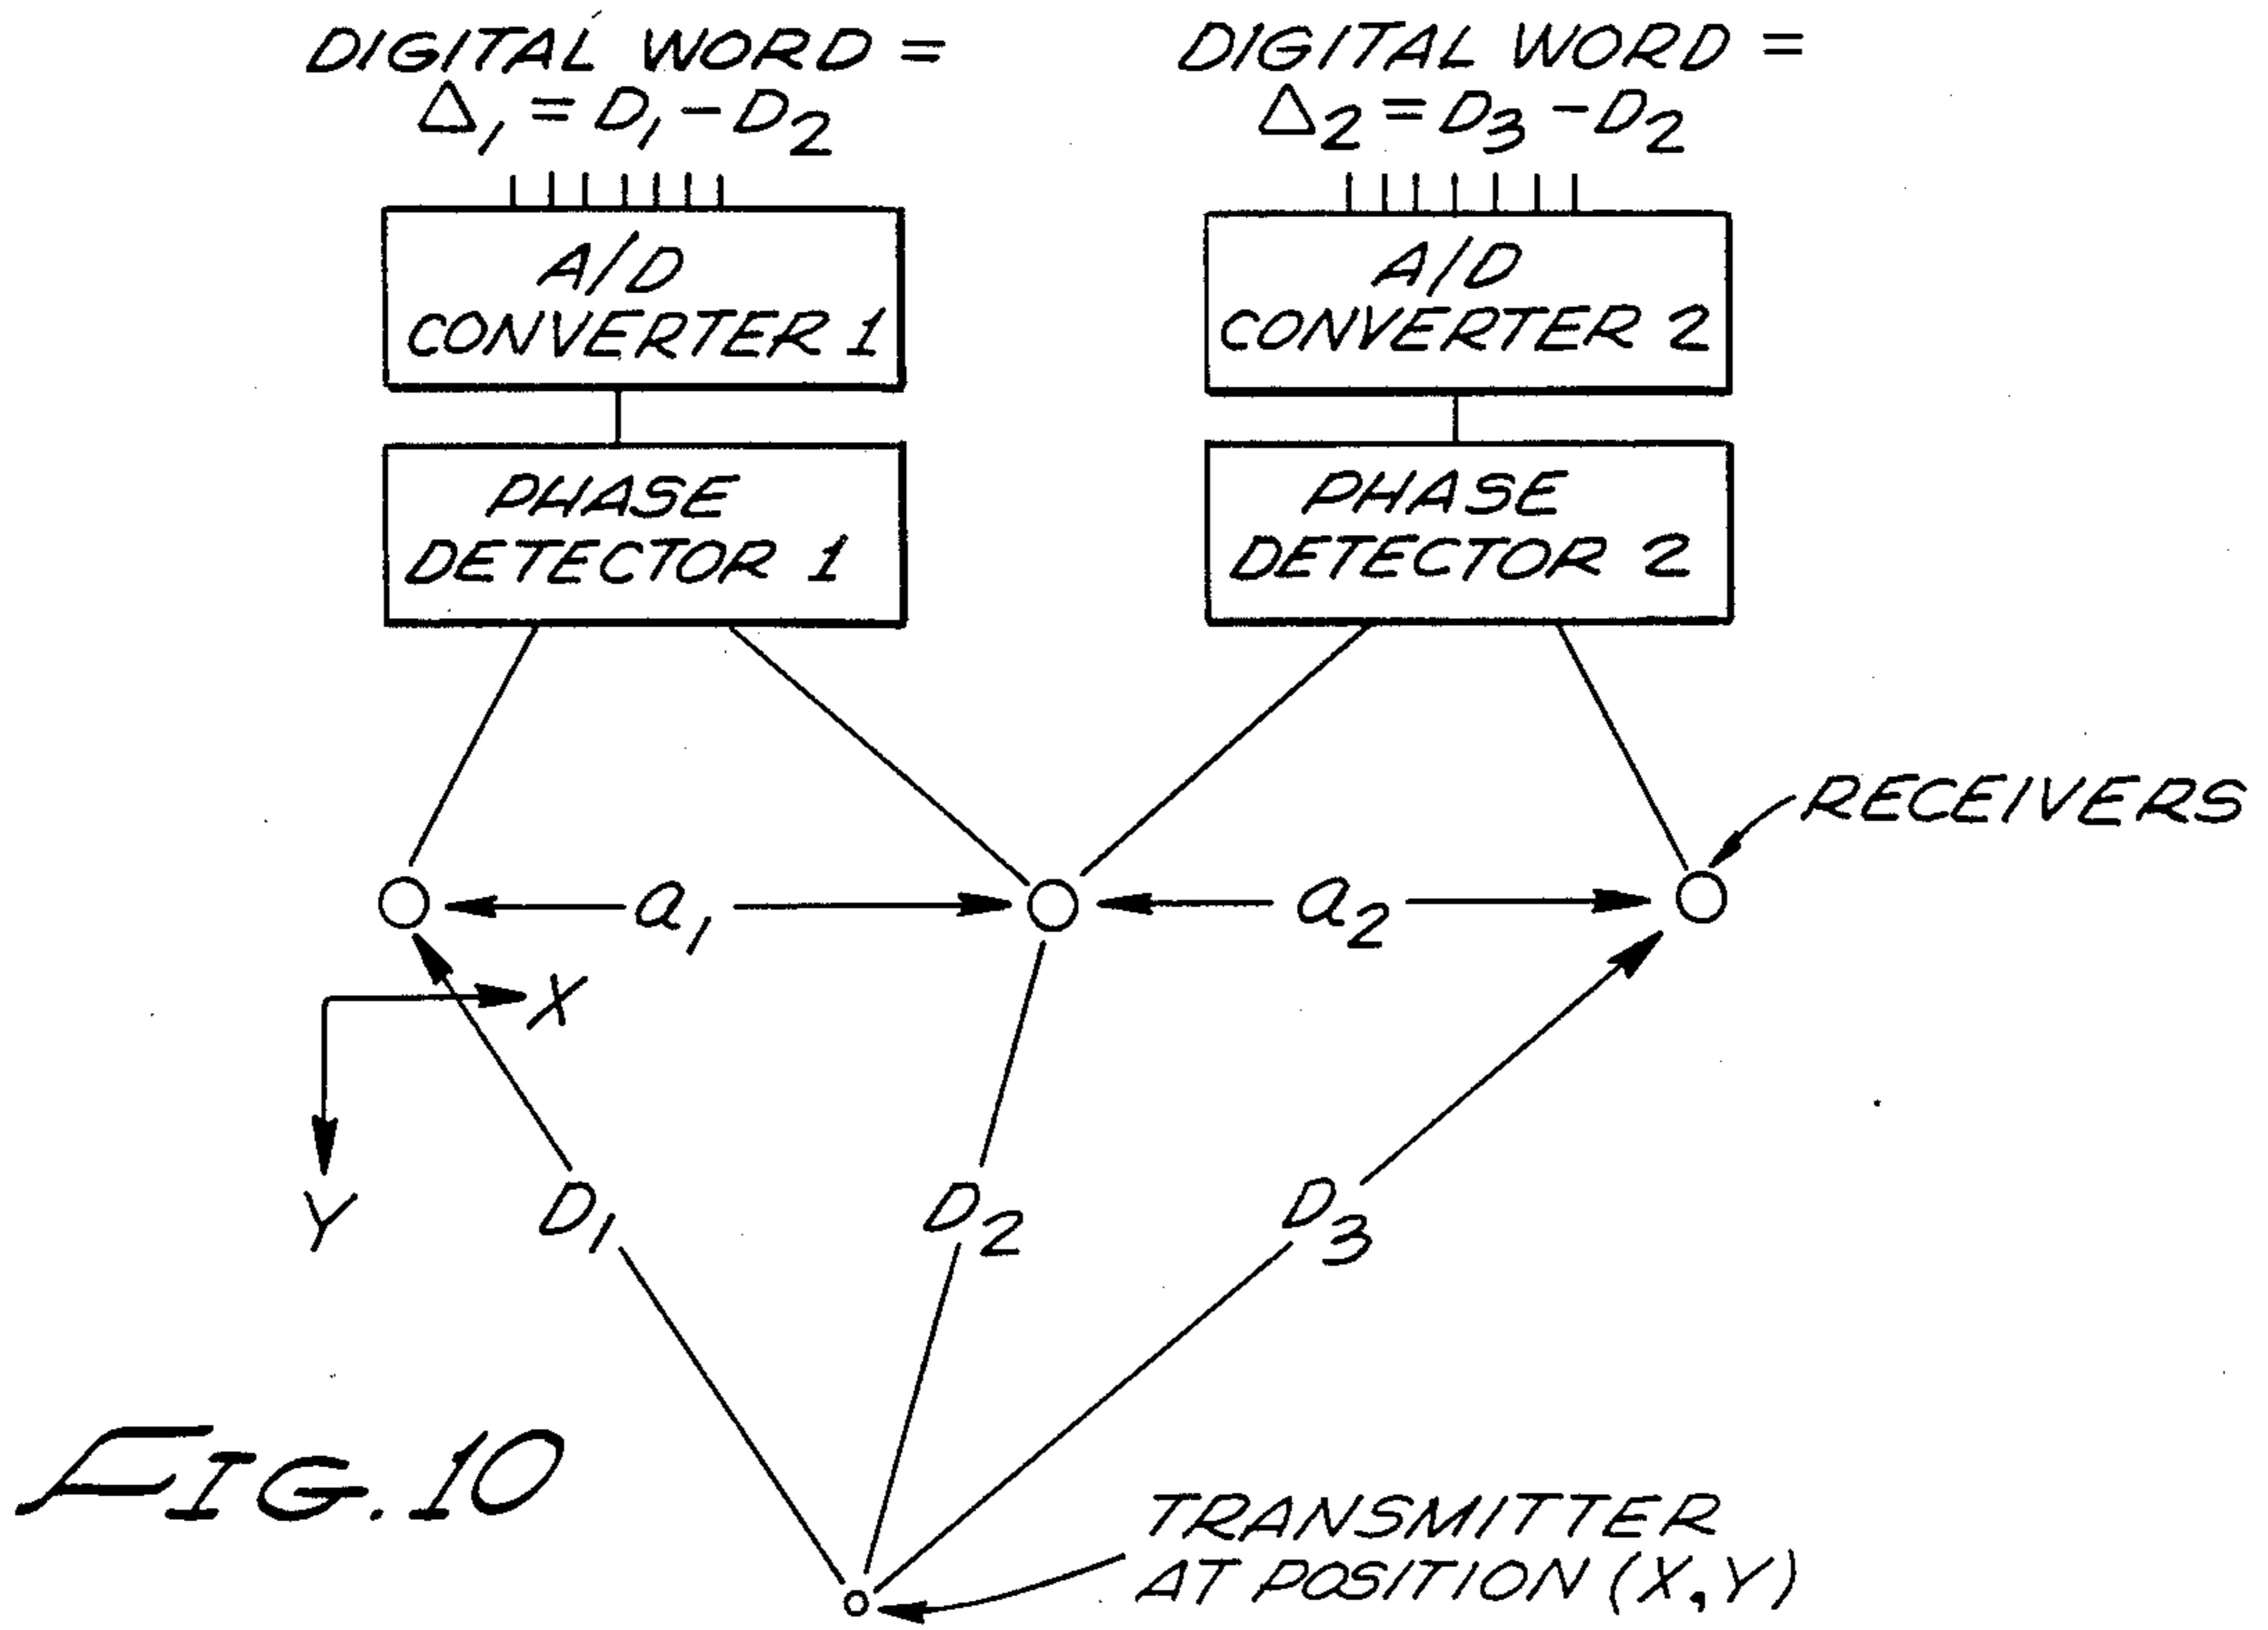 DIGITAL WORD =
Δ₁ = D₁ - D₂
DIGITAL WORD =
Δ₂ = D₃ - D₂
A/D
CONVERTER 1
A/D
CONVERTER 2
PHASE
DETECTOR 1
PHASE
DETECTOR 2
RECEIVERS
a₁
a₂
X
Y
D₁
D₂
D₃
FIG. 10
TRANSMITTER
AT POSITION (X, Y)